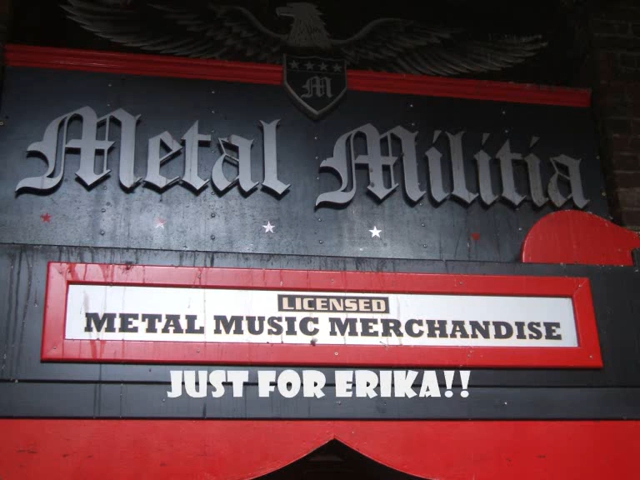 M
Metal Militia
LICENSED
METAL MUSIC MERCHANDISE
JUST FOR ERIKA!!